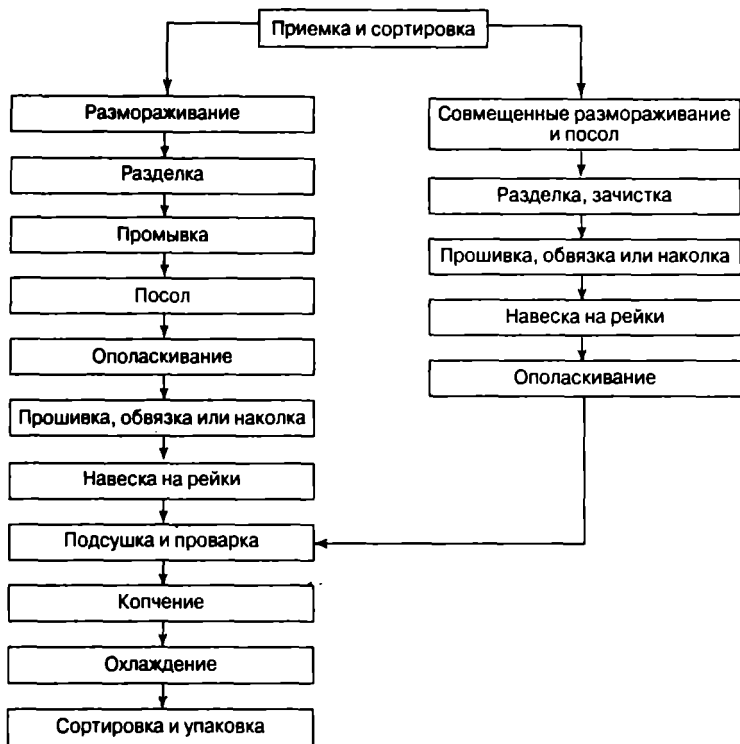 Приемка и сортировка
Размораживание
Разделка
Промывка
Посол
Ополаскивание
Прошивка, обвязка или наколка
Навеска на рейки
Подсушка и проварка
Копчение
Охлаждение
Сортировка и упаковка
Совмещенные размораживание
и посол
Разделка, зачистка
Прошивка, обвязка или наколка
Навеска на рейки
Ополаскивание